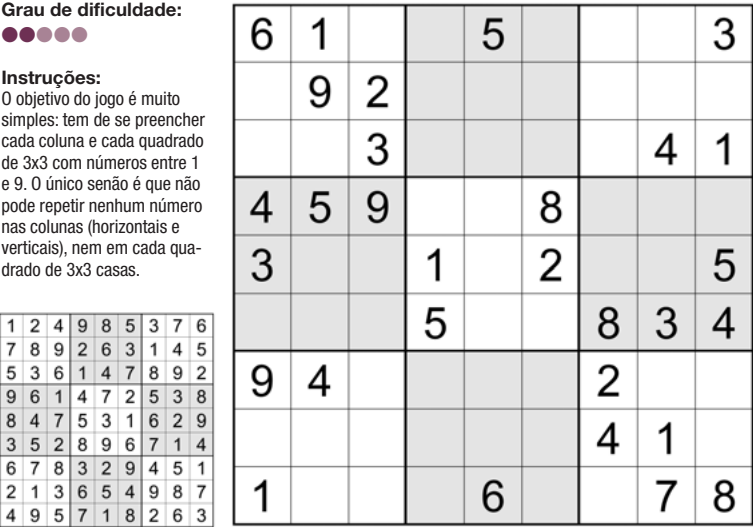 Grau de dificuldade:
Instruções:
O objetivo do jogo é muito
simples: tem de se preencher
cada coluna e cada quadrado
de 3x3 com números entre 1
e 9. O único senão é que não
pode repetir nenhum número
nas colunas (horizontais e
verticais), nem em cada qua-
drado de 3x3 casas.
1 2 4 9 8 5 3 7 6
7 8 9 2 6 3 1 4 5
5 3 6 1 4 7 8 9 2
9 6 1 4 7 2 5 3 8
8 4 7 5 3 1 6 2 9
3 5 2 8 9 6 7 1 4
6 7 8 3 2 9 4 5 1
2 1 3 6 5 4 9 8 7
4 9 5 7 1 8 2 6 3
6 1 5 3
9 2
3 4 1
4 5 9 8
3 1 2 5
5 8 3 4
9 4 2
4 1
1 6 7 8